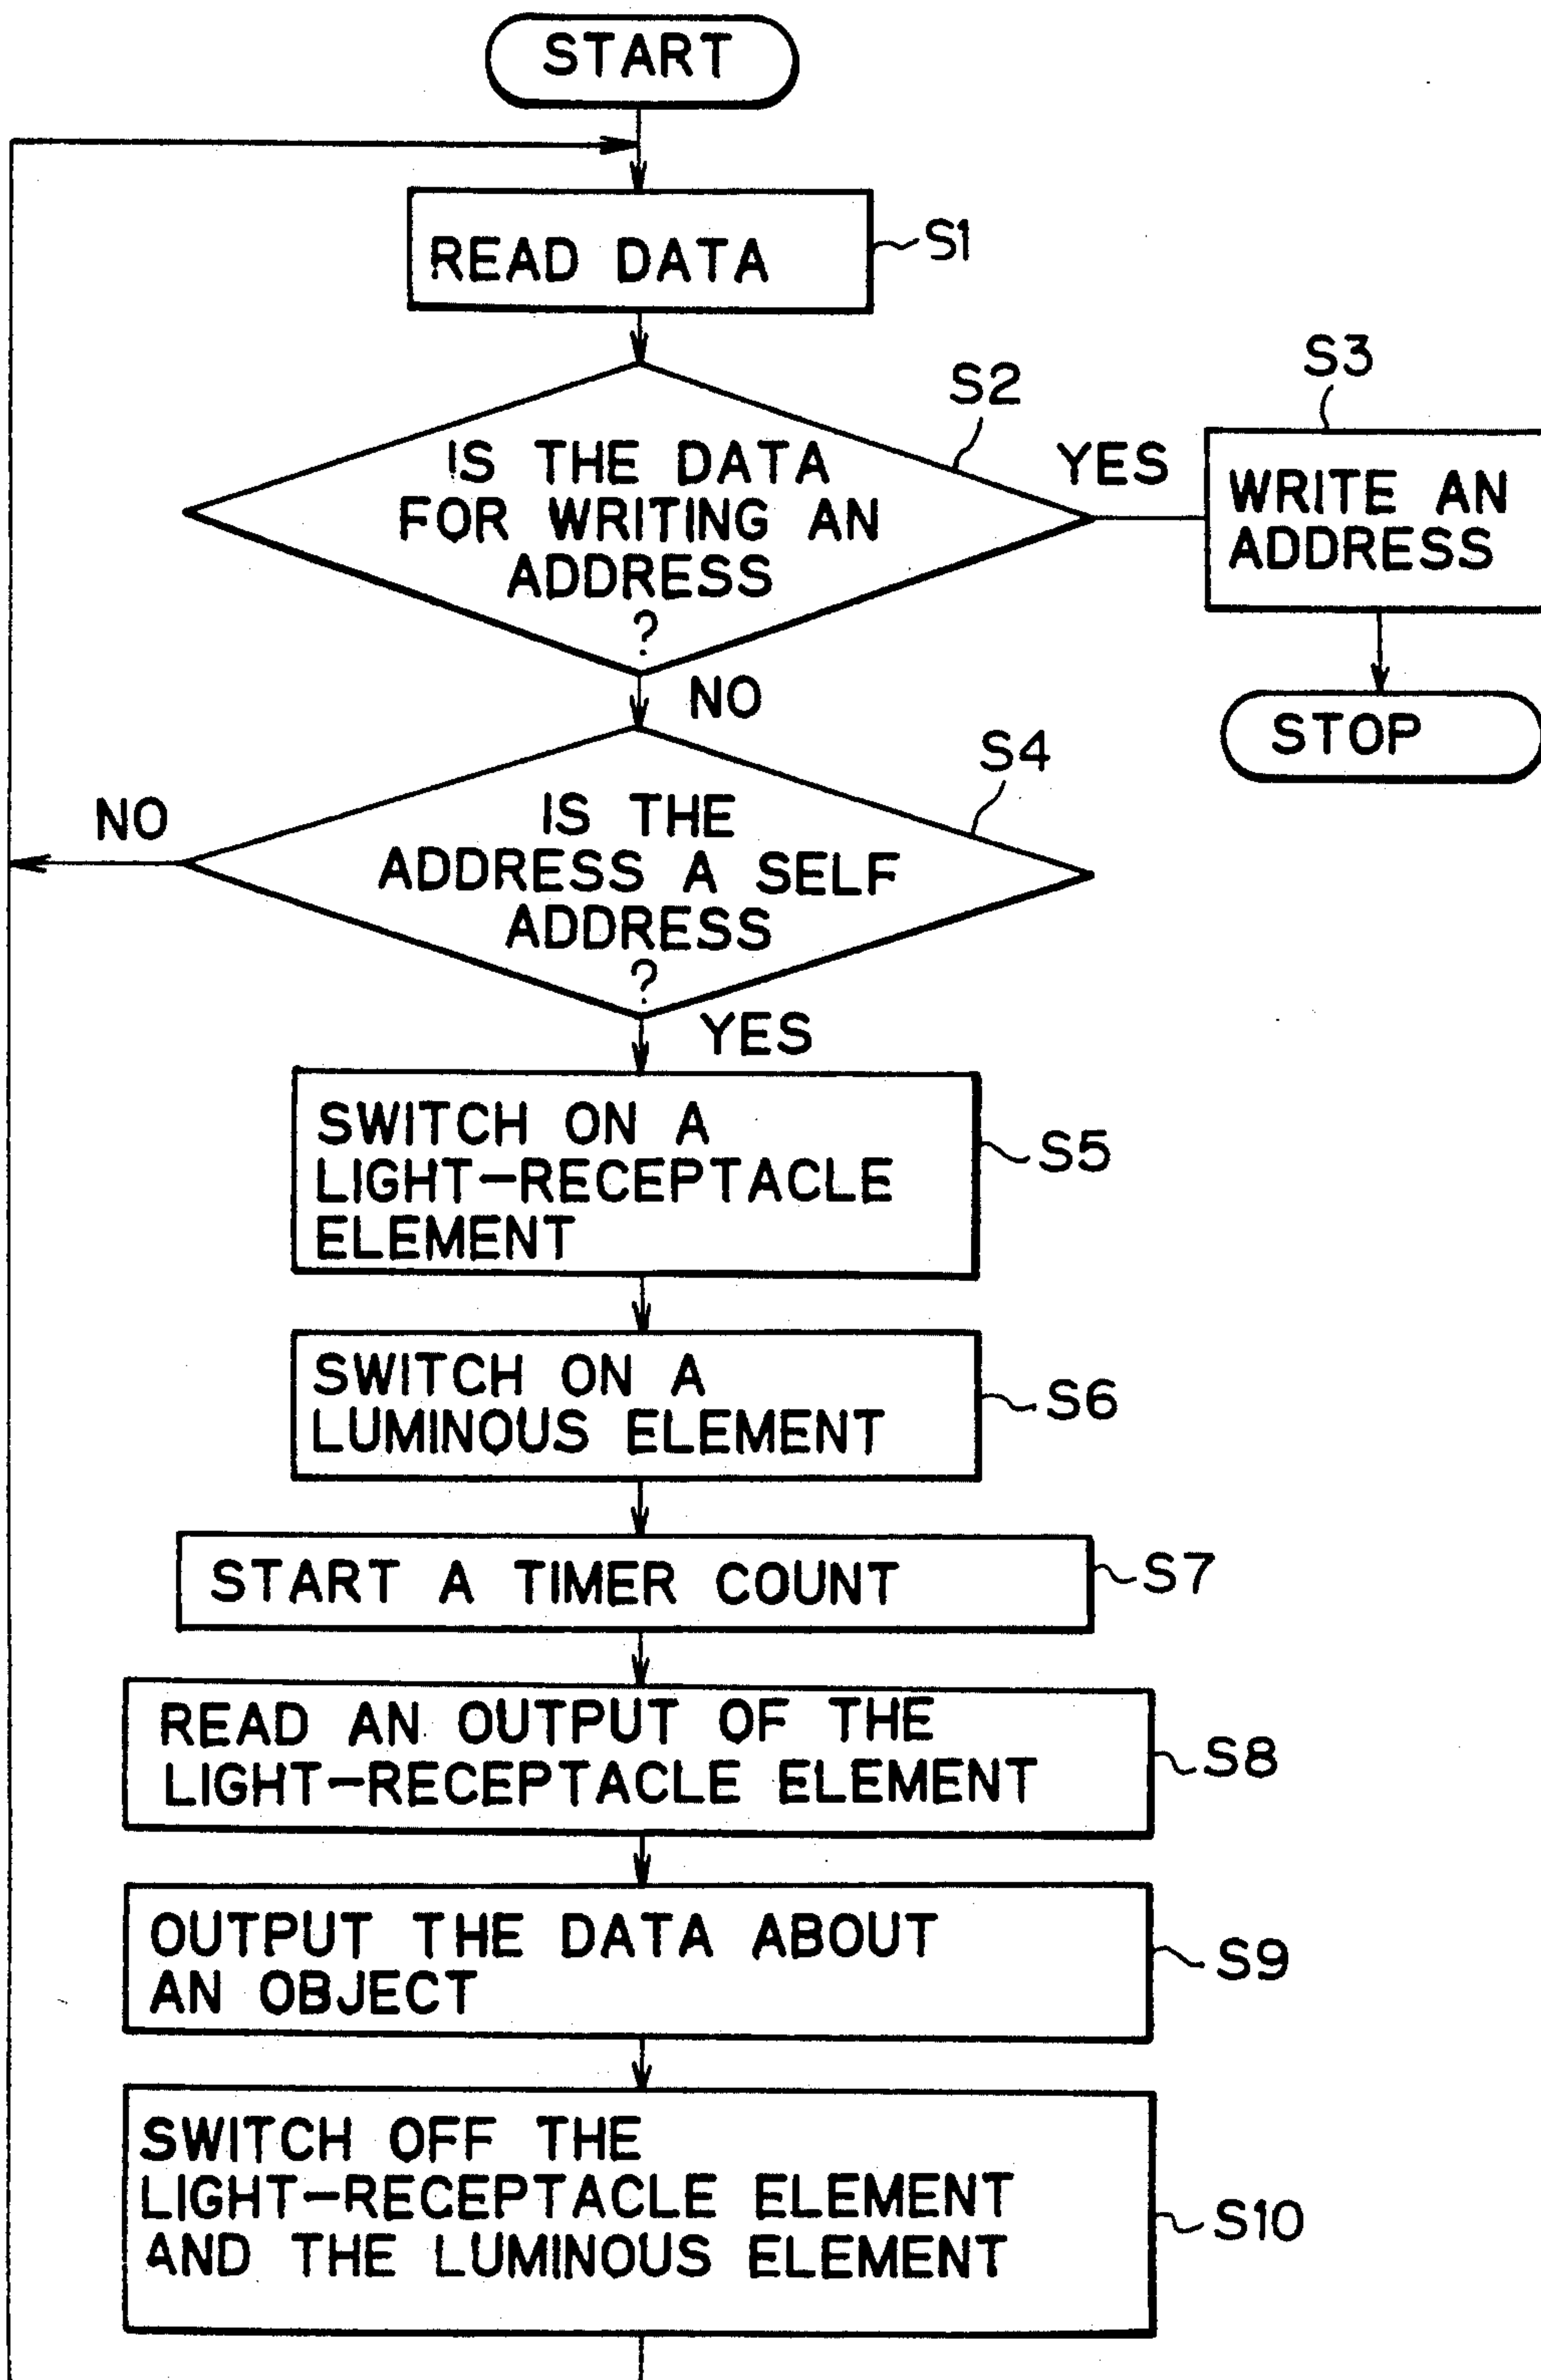 START
READ DATA
S1
IS THE DATA
FOR WRITING AN
ADDRESS
?
S2
YES
S3
WRITE AN
ADDRESS
STOP
NO
IS THE
ADDRESS A SELF
ADDRESS
?
S4
NO
YES
SWITCH ON A
LIGHT-RECEPTACLE
ELEMENT
S5
SWITCH ON A
LUMINOUS ELEMENT
S6
START A TIMER COUNT
S7
READ AN OUTPUT OF THE
LIGHT-RECEPTACLE ELEMENT
S8
OUTPUT THE DATA ABOUT
AN OBJECT
S9
SWITCH OFF THE
LIGHT-RECEPTACLE ELEMENT
AND THE LUMINOUS ELEMENT
S10